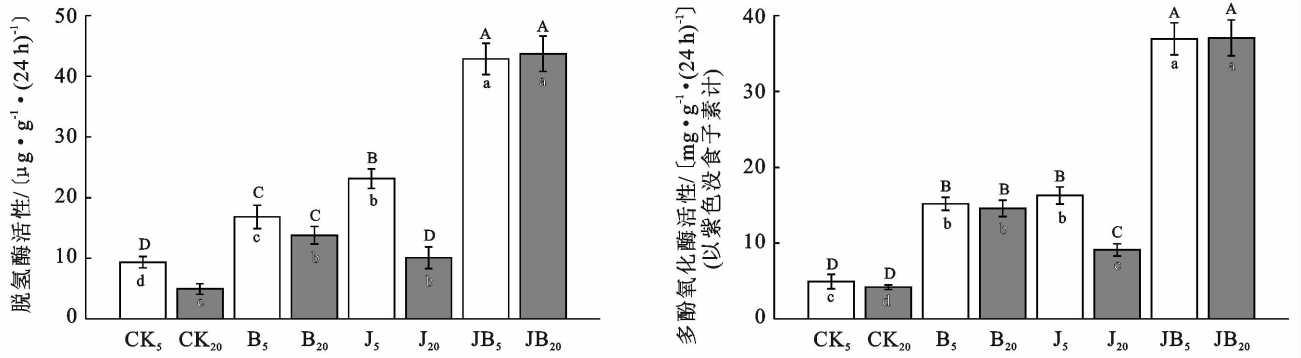 脱氢酶活性/〔μg•g⁻¹•(24 h)⁻¹〕
50
40
30
20
10
0
A A
B
C C
D D
a a
b
c b
d b
CK₅ CK₂₀ B₅ B₂₀ J₅ J₂₀ JB₅ JB₂₀
多酚氧化酶活性/〔mg•g⁻¹•(24 h)⁻¹〕
(以紫色没食子素计)
40
30
20
10
0
A A
B B B
C
D D
a a
b b b
c d
CK₅ CK₂₀ B₅ B₂₀ J₅ J₂₀ JB₅ JB₂₀